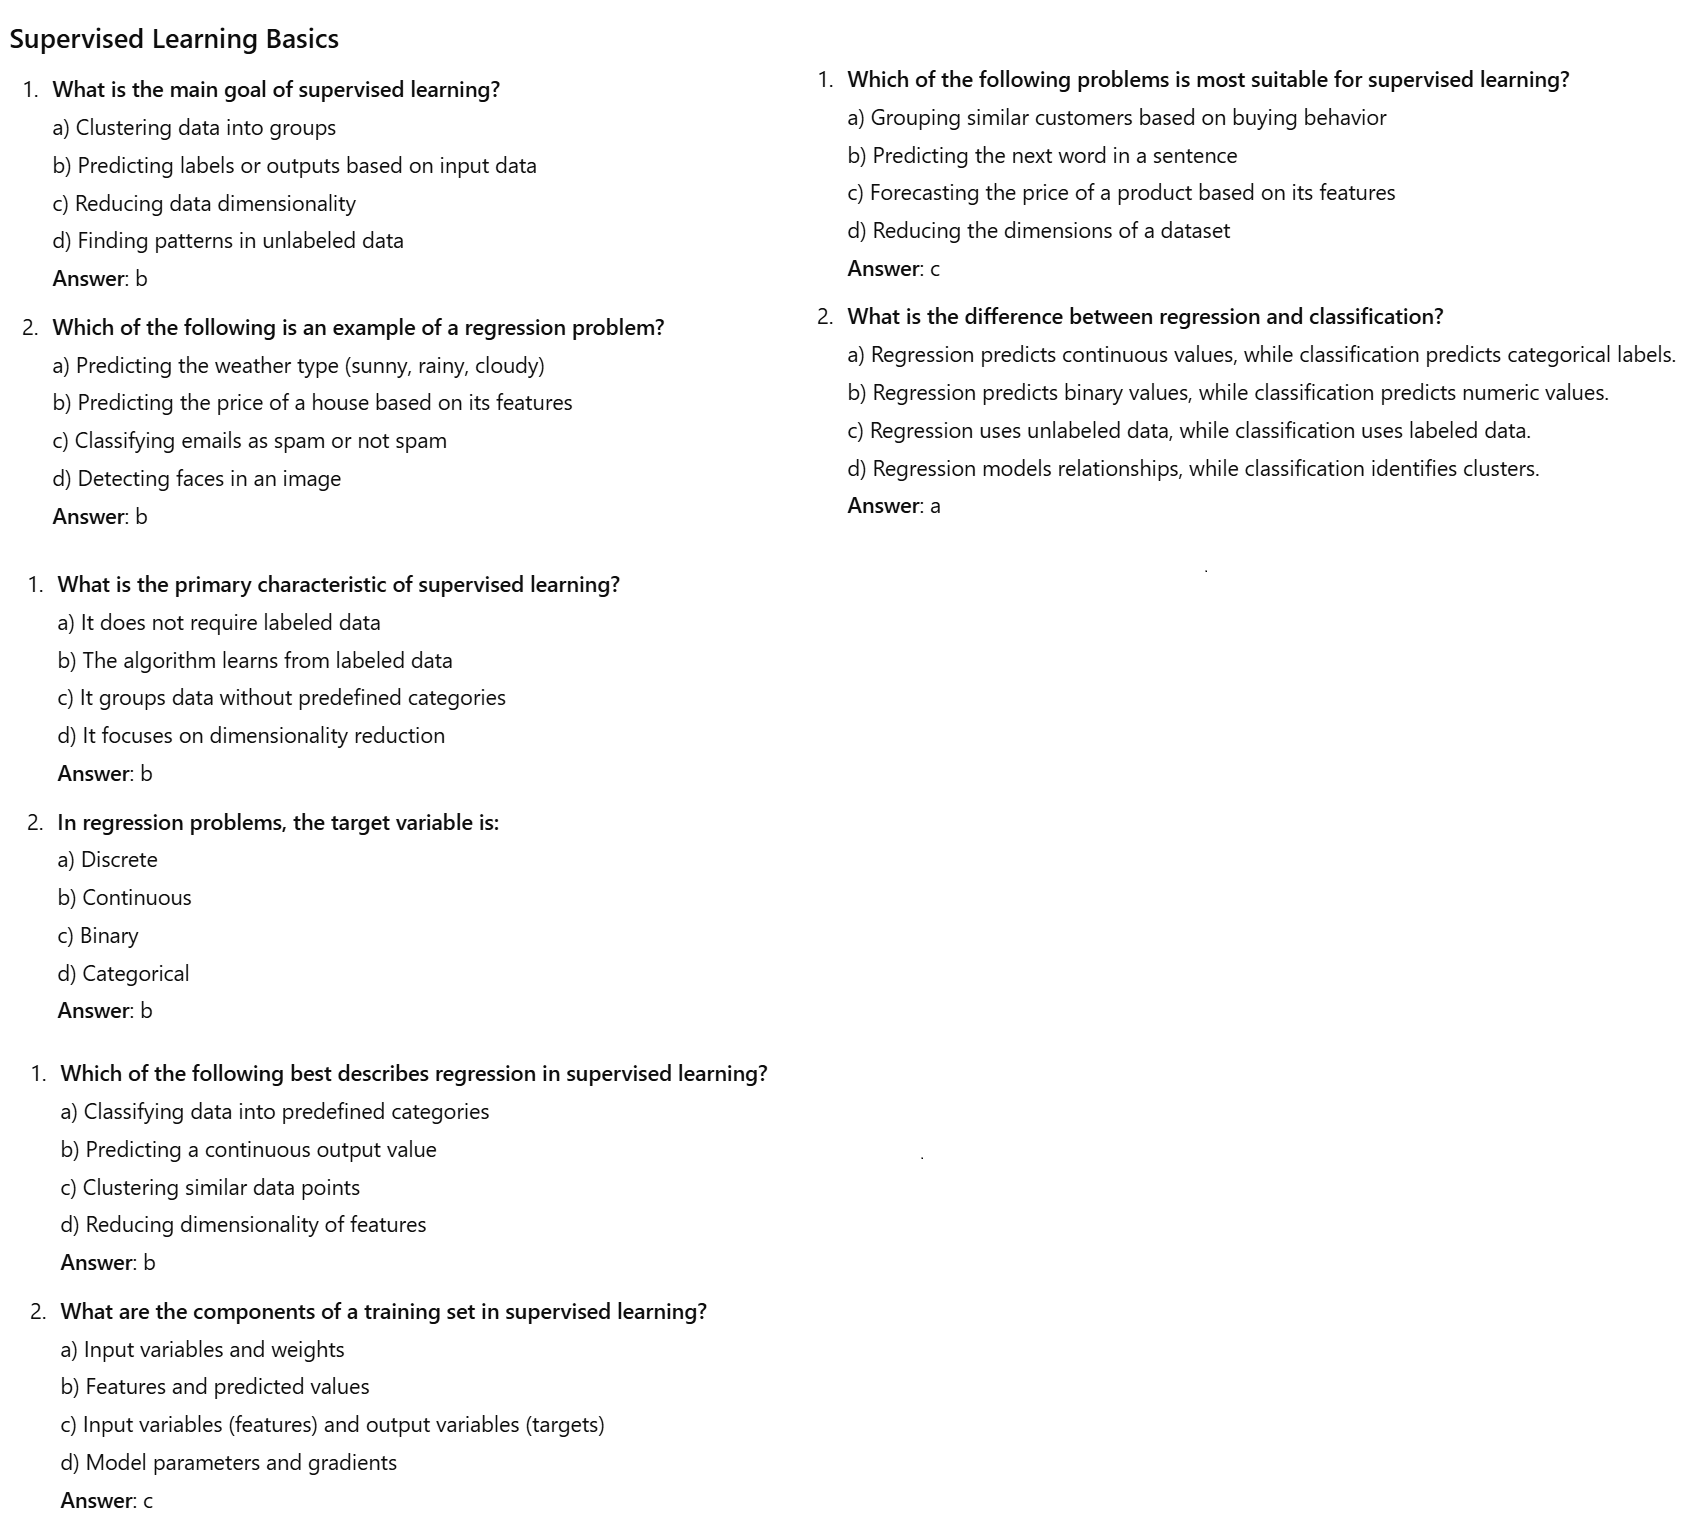 Supervised Learning Basics
1. What is the main goal of supervised learning?
a) Clustering data into groups
b) Predicting labels or outputs based on input data
c) Reducing data dimensionality
d) Finding patterns in unlabeled data
Answer: b
2. Which of the following is an example of a regression problem?
a) Predicting the weather type (sunny, rainy, cloudy)
b) Predicting the price of a house based on its features
c) Classifying emails as spam or not spam
d) Detecting faces in an image
Answer: b
1. What is the primary characteristic of supervised learning?
a) It does not require labeled data
b) The algorithm learns from labeled data
c) It groups data without predefined categories
d) It focuses on dimensionality reduction
Answer: b
2. In regression problems, the target variable is:
a) Discrete
b) Continuous
c) Binary
d) Categorical
Answer: b
1. Which of the following best describes regression in supervised learning?
a) Classifying data into predefined categories
b) Predicting a continuous output value
c) Clustering similar data points
d) Reducing dimensionality of features
Answer: b
2. What are the components of a training set in supervised learning?
a) Input variables and weights
b) Features and predicted values
c) Input variables (features) and output variables (targets)
d) Model parameters and gradients
Answer: c
1. Which of the following problems is most suitable for supervised learning?
a) Grouping similar customers based on buying behavior
b) Predicting the next word in a sentence
c) Forecasting the price of a product based on its features
d) Reducing the dimensions of a dataset
Answer: c
2. What is the difference between regression and classification?
a) Regression predicts continuous values, while classification predicts categorical labels.
b) Regression predicts binary values, while classification predicts numeric values.
c) Regression uses unlabeled data, while classification uses labeled data.
d) Regression models relationships, while classification identifies clusters.
Answer: a